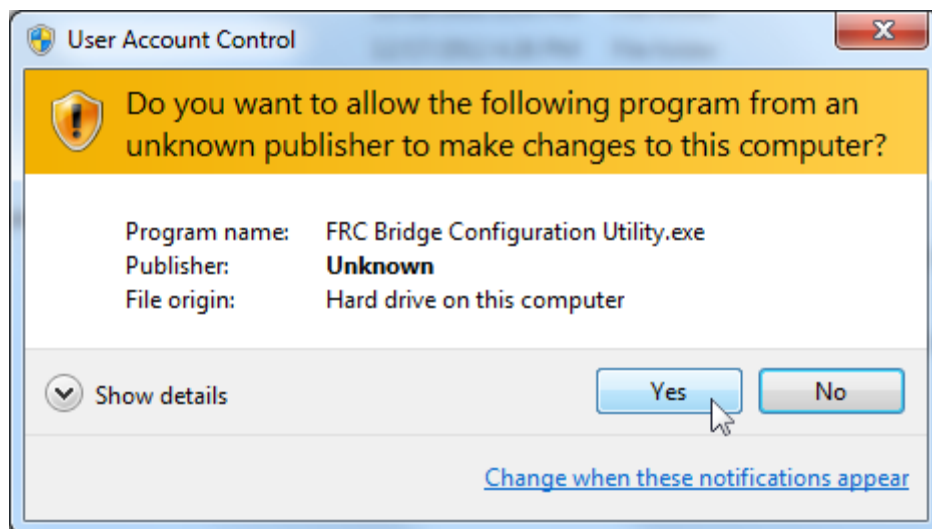 User Account Control
Do you want to allow the following program from an
unknown publisher to make changes to this computer?
Program name: FRC Bridge Configuration Utility.exe
Publisher: Unknown
File origin: Hard drive on this computer
Show details
Yes No
Change when these notifications appear